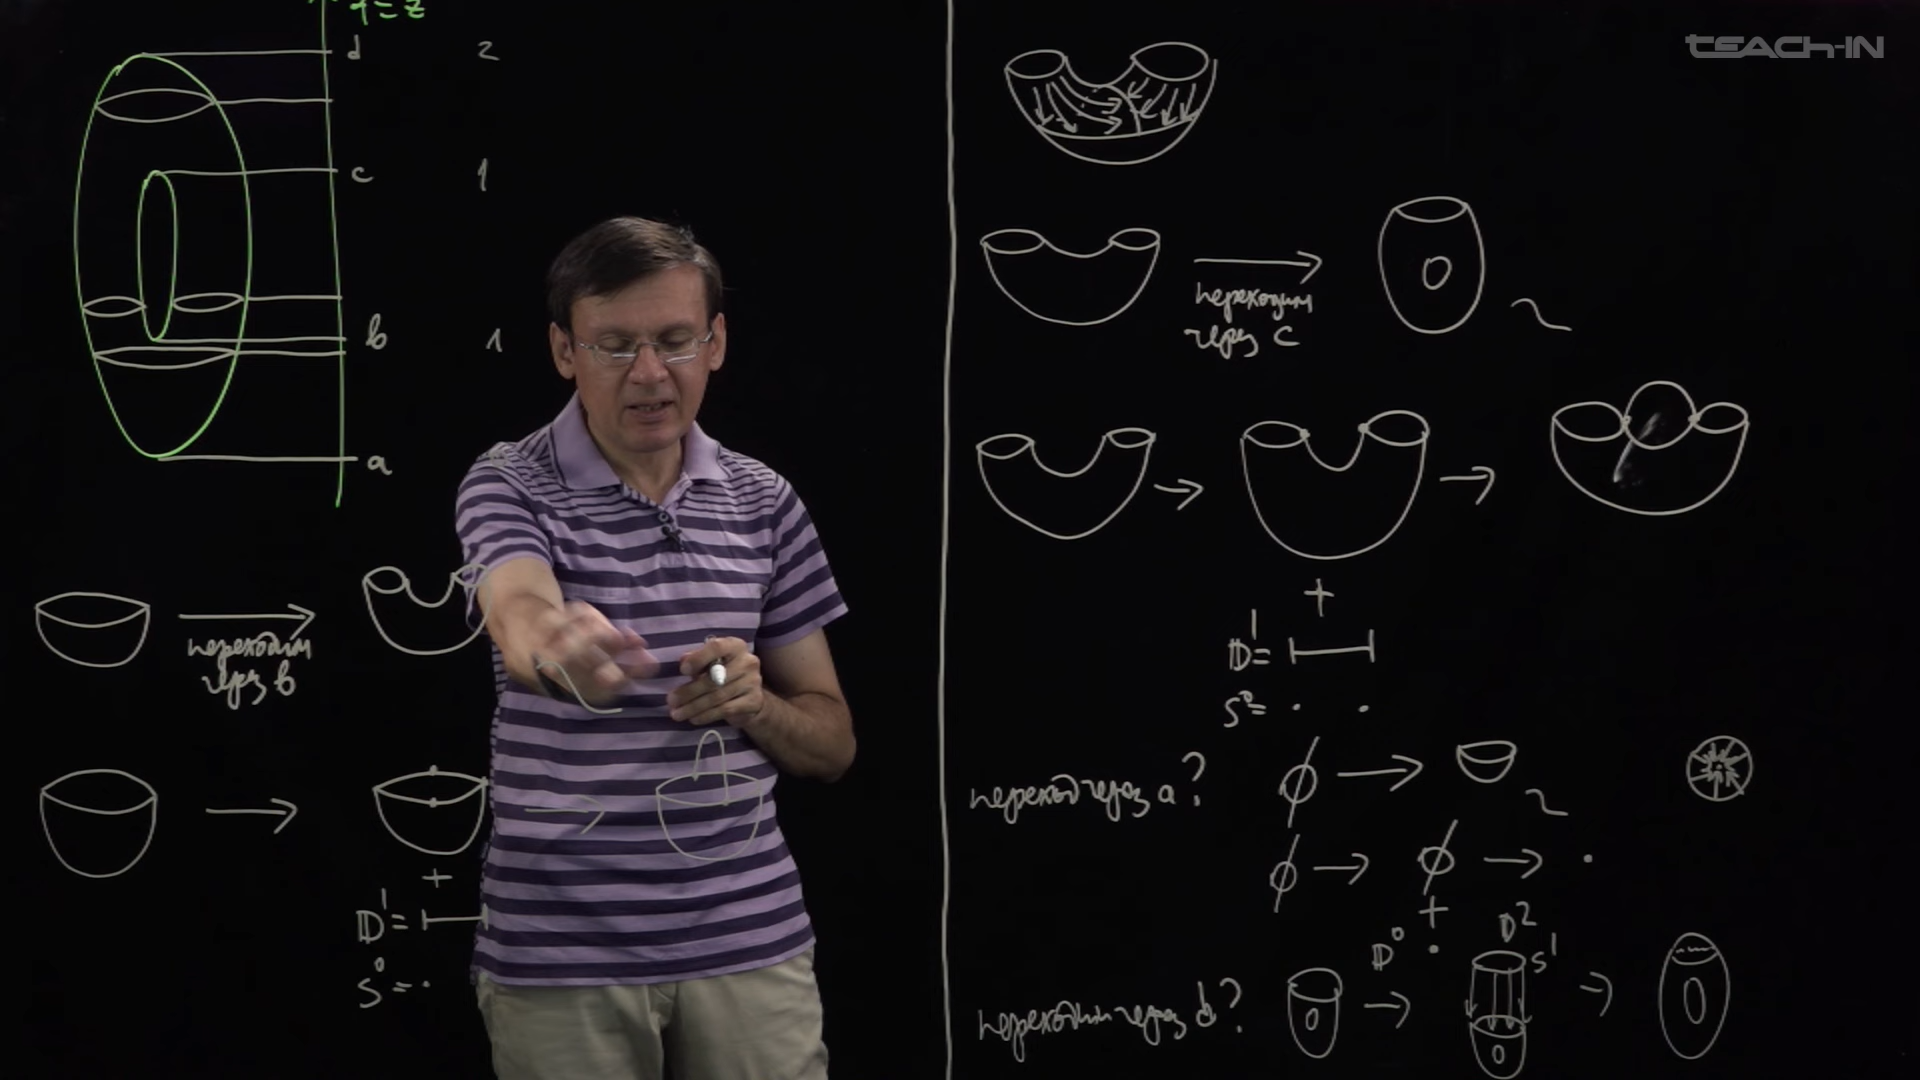 f=z
d 2
c 1
b 1
a
переходим
через b
+
D¹=
S⁰=
TEACH-IN
переходим
через c
~
+
D¹=
S⁰=
переход через a? ∅ → ~
∅ → ∅ → .
+
D⁰ .
D²
S¹
переходим через d?